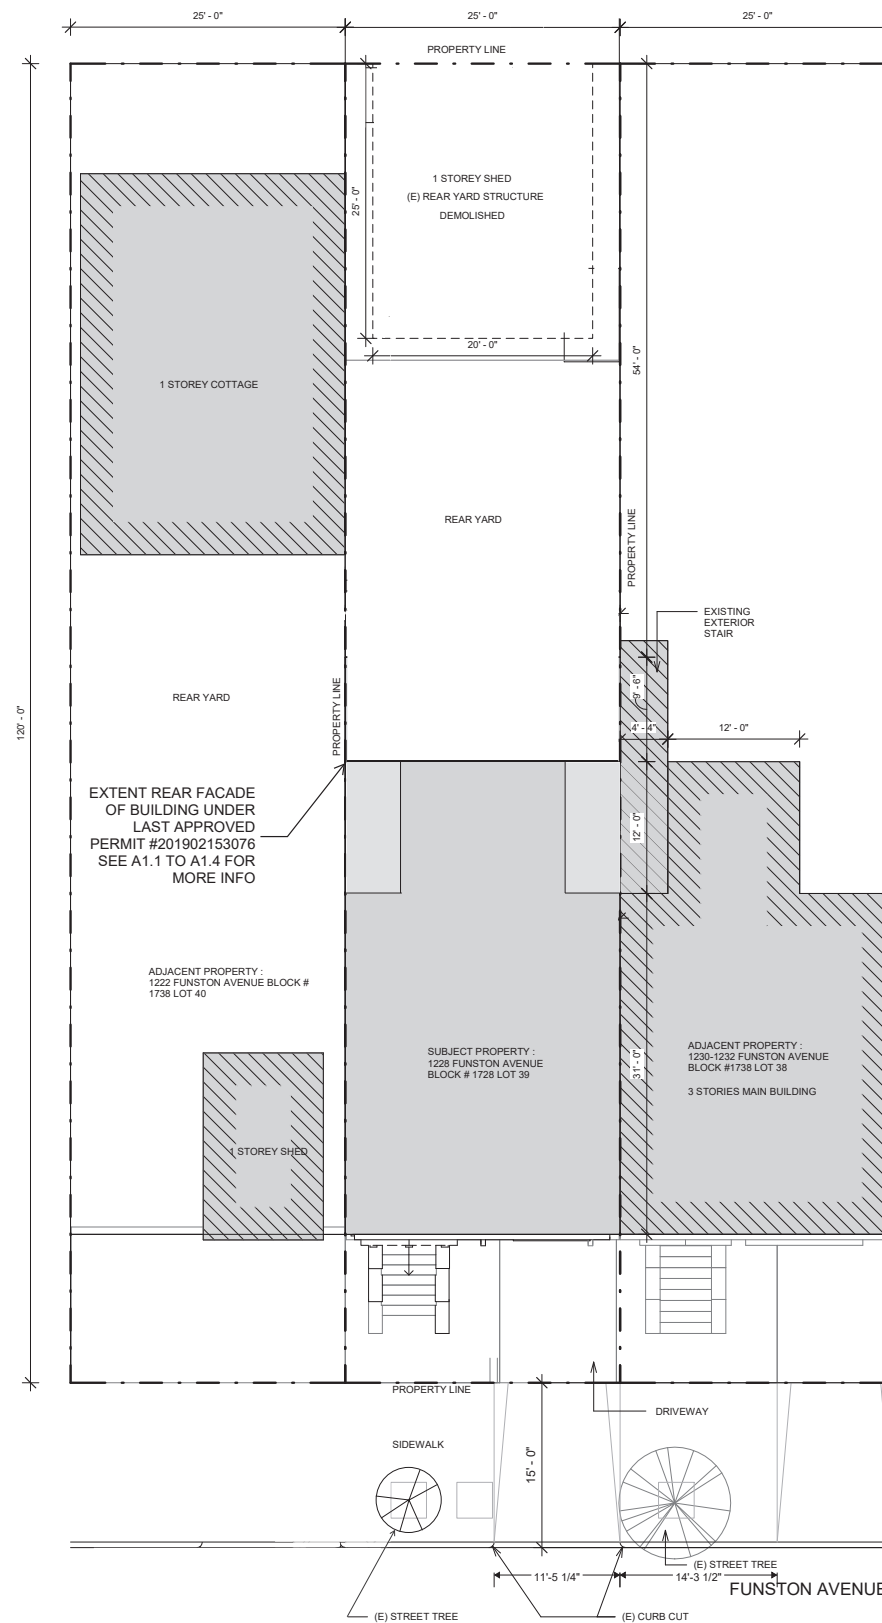 25' - 0"
25' - 0"
25' - 0"
PROPERTY LINE
1 STOREY SHED
(E) REAR YARD STRUCTURE
DEMOLISHED
25' - 0"
20' - 0"
54' - 0"
1 STOREY COTTAGE
REAR YARD
PROPERTY LINE
EXISTING
EXTERIOR
STAIR
REAR YARD
PROPERTY LINE
9' - 6"
120' - 0"
4' - 4"
12' - 0"
EXTENT REAR FACADE
OF BUILDING UNDER
LAST APPROVED
PERMIT #201902153076
SEE A1.1 TO A1.4 FOR
MORE INFO
12' - 0"
ADJACENT PROPERTY :
1222 FUNSTON AVENUE BLOCK #
1738 LOT 40
SUBJECT PROPERTY :
1228 FUNSTON AVENUE
BLOCK # 1728 LOT 39
31' - 0"
ADJACENT PROPERTY :
1230-1232 FUNSTON AVENUE
BLOCK #1738 LOT 38
3 STORIES MAIN BUILDING
1 STOREY SHED
PROPERTY LINE
DRIVEWAY
SIDEWALK
15' - 0"
(E) STREET TREE
11'-5 1/4"
14'-3 1/2"
FUNSTON AVENUE
(E) STREET TREE
(E) CURB CUT